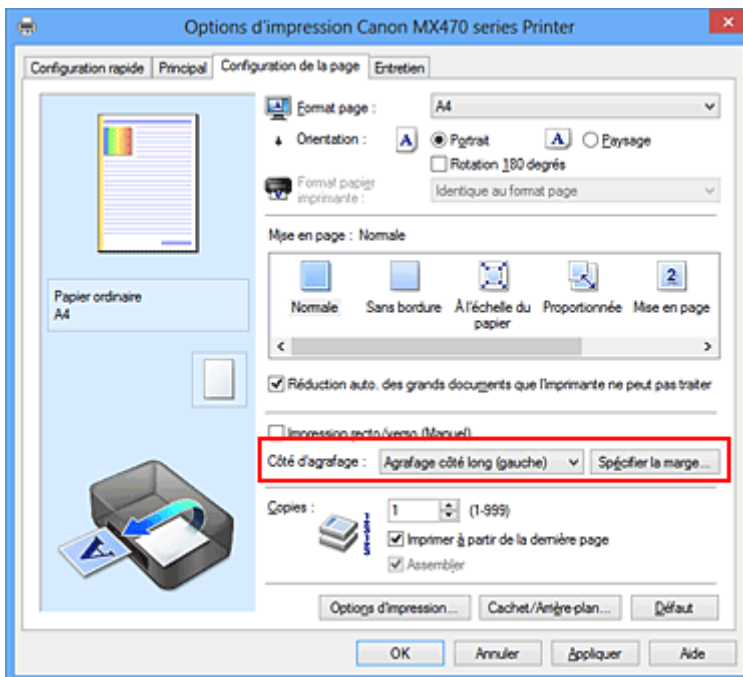 Options d'impression Canon MX470 series Printer
Configuration rapide Principal Configuration de la page Entretien
Format page : A4
Orientation : A Portrait A Paysage
Rotation 180 degrés
Format papier
imprimante : Identique au format page
Mise en page : Normale
Normale Sans bordure À l'échelle du papier Proportionnée Mise en page
Papier ordinaire
A4
Réduction auto. des grands documents que l'imprimante ne peut pas traiter
Impression recto/verso (Manuel)
Côté d'agrafage : Agrafage côté long (gauche) Spécifier la marge...
Copies : 1 (1-999)
Imprimer à partir de la dernière page
Assembler
Options d'impression... Cachet/Arrière-plan... Défaut
OK Annuler Appliquer Aide